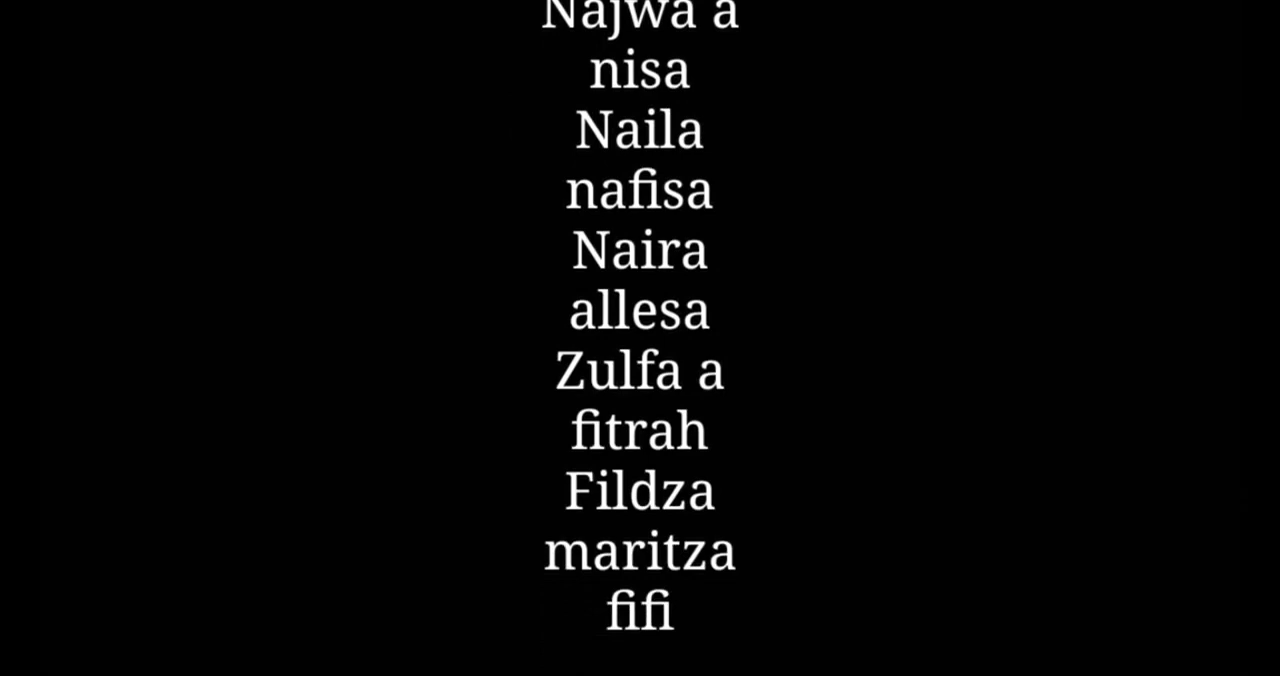 Najwa a
nisa
Naila
nafisa
Naira
allesa
Zulfa a
fitrah
Fildza
maritza
fifi